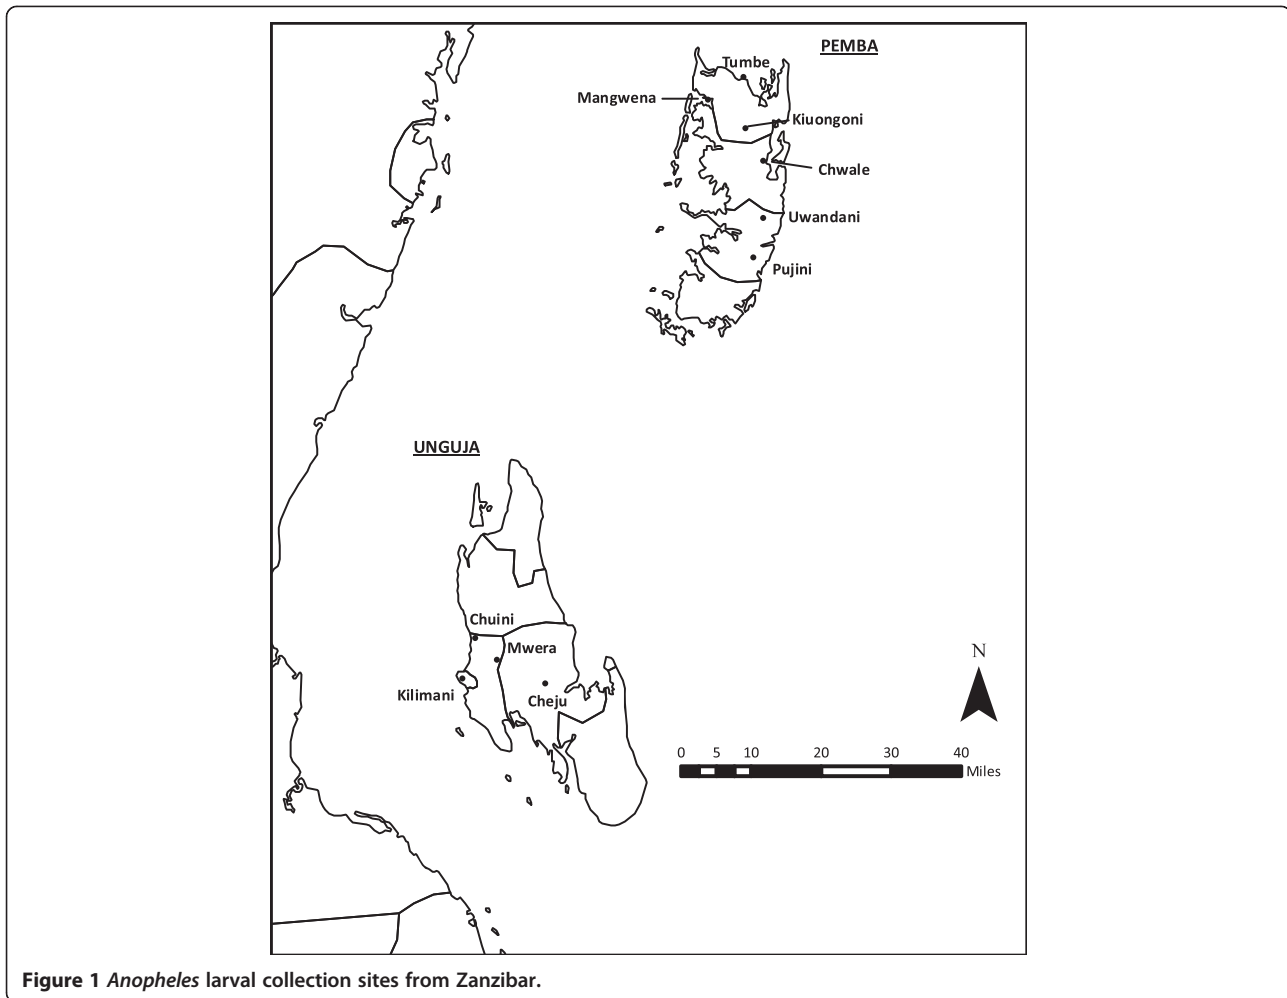 PEMBA
Tumbe
Mangwena
Kiuongoni
Chwale
Uwandani
Pujini
UNGUJA
Chuini
Mwera
Kilimani
Cheju
N
0 5 10 20 30 40
Miles
Figure 1 Anopheles larval collection sites from Zanzibar.